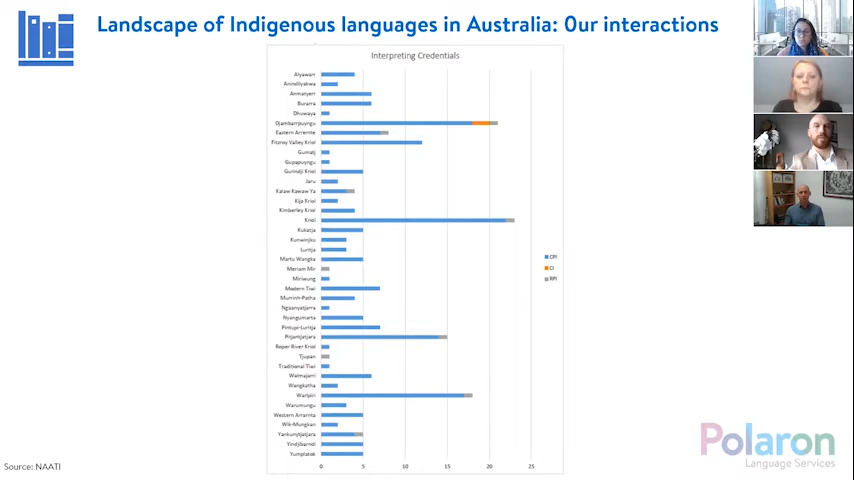 Landscape of Indigenous languages in Australia: Our interactions
Interpreting Credentials
Alyawarr
Anindilyakwa
Anmatyerr
Burarra
Dhuwaya
Djambarrpuyngu
Eastern Arrernte
Fitzroy Valley Kriol
Gumatj
Gupapuyngu
Gurindji Kriol
Jaru
Kalaw Kawaw Ya
Kija Kriol
Kimberley Kriol
Kriol
Kukatja
Kunwinjku
Luritja
Martu Wangka
Meriam Mir
Miriwung
Modern Tiwi
Murrinh-Patha
Ngaanyatjarra
Nyangumarta
Pintupi-Luritja
Pitjantjatjara
Roper River Kriol
Tjupan
Traditional Tiwi
Walmajarri
Wangkatha
Warlpiri
Warumungu
Western Arrarnta
Wik-Mungkan
Yankunytjatjara
Yindjibarndi
Yumplatok
0 5 10 15 20 25
CPI
CI
RPI
Source: NAATI
Polaron
Language Services